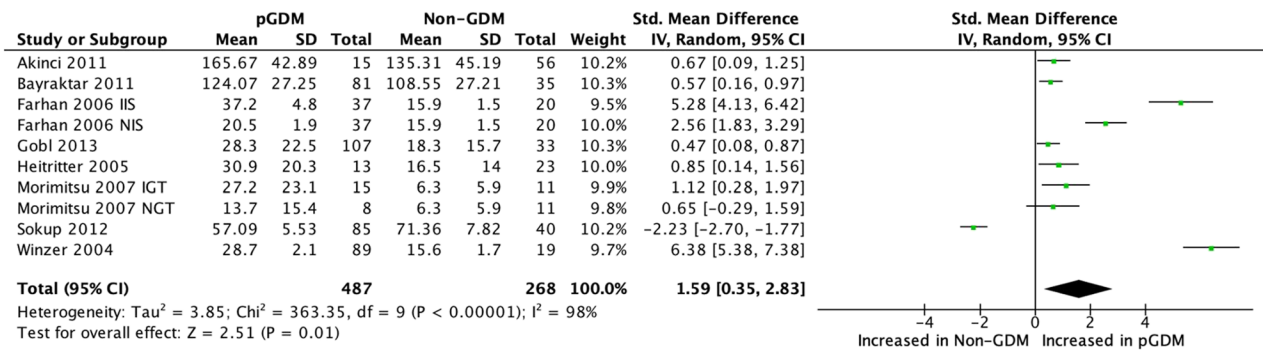 pGDM Non-GDM Std. Mean Difference Std. Mean Difference
Study or Subgroup Mean SD Total Mean SD Total Weight IV, Random, 95% CI IV, Random, 95% CI
Akinci 2011 165.67 42.89 15 135.31 45.19 56 10.2% 0.67 [0.09, 1.25]
Bayraktar 2011 124.07 27.25 81 108.55 27.21 35 10.3% 0.57 [0.16, 0.97]
Farhan 2006 IIS 37.2 4.8 37 15.9 1.5 20 9.5% 5.28 [4.13, 6.42]
Farhan 2006 NIS 20.5 1.9 37 15.9 1.5 20 10.0% 2.56 [1.83, 3.29]
Gobl 2013 28.3 22.5 107 18.3 15.7 33 10.3% 0.47 [0.08, 0.87]
Heitritter 2005 30.9 20.3 13 16.5 14 23 10.1% 0.85 [0.14, 1.56]
Morimitsu 2007 IGT 27.2 23.1 15 6.3 5.9 11 9.9% 1.12 [0.28, 1.97]
Morimitsu 2007 NGT 13.7 15.4 8 6.3 5.9 11 9.8% 0.65 [−0.29, 1.59]
Sokup 2012 57.09 5.53 85 71.36 7.82 40 10.2% −2.23 [−2.70, −1.77]
Winzer 2004 28.7 2.1 89 15.6 1.7 19 9.7% 6.38 [5.38, 7.38]
Total (95% CI) 487 268 100.0% 1.59 [0.35, 2.83]
Heterogeneity: Tau² = 3.85; Chi² = 363.35, df = 9 (P < 0.00001); I² = 98%
Test for overall effect: Z = 2.51 (P = 0.01)
−4 −2 0 2 4
Increased in Non-GDM Increased in pGDM